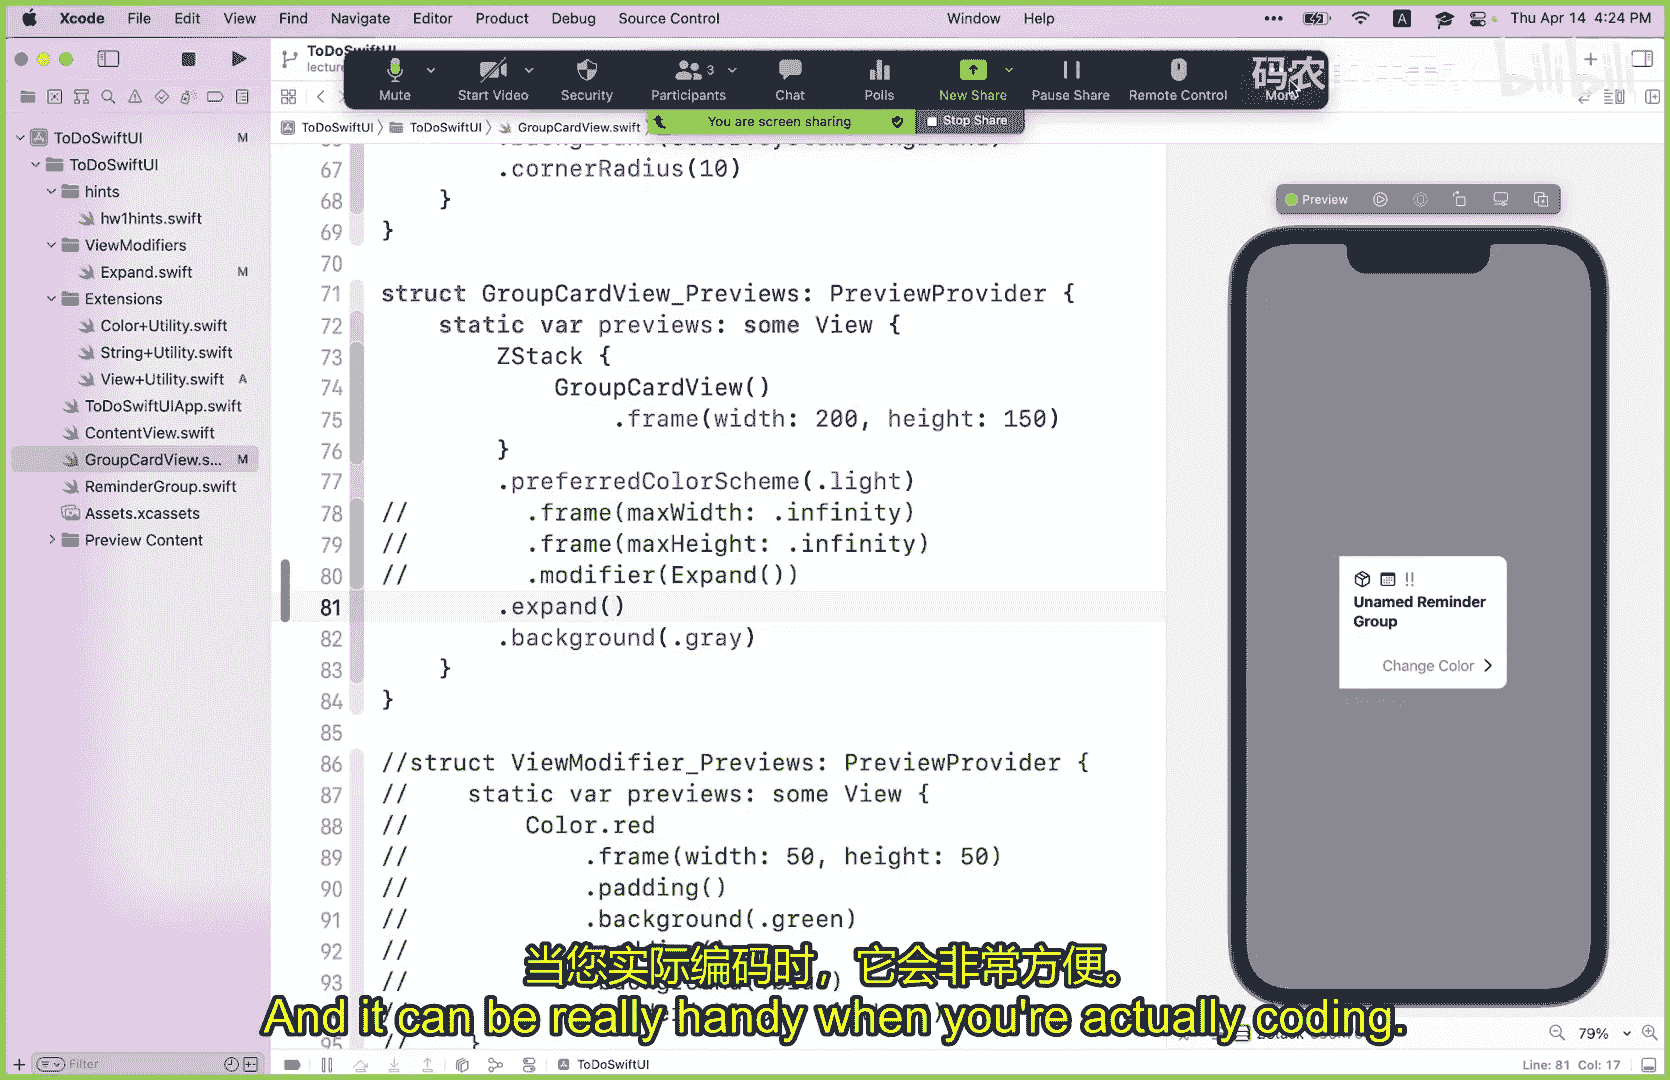 Xcode File Edit View Find Navigate Editor Product Debug Source Control Window Help Thu Apr 14 4:24 PM
ToDoSwiftUI
lecture
Mute Start Video Security Participants 3 Chat Polls New Share Pause Share Remote Control More
码农
bilibili
You are screen sharing Stop Share
ToDoSwiftUI ToDoSwiftUI GroupCardView.swift
ToDoSwiftUI M
ToDoSwiftUI
hints
hw1hints.swift
ViewModifiers
Expand.swift M
Extensions
Color+Utility.swift
String+Utility.swift
View+Utility.swift A
ToDoSwiftUIApp.swift
ContentView.swift
GroupCardView.s... M
ReminderGroup.swift
Assets.xcassets
Preview Content
67 .cornerRadius(10)
68 }
69 }
70
71 struct GroupCardView_Previews: PreviewProvider {
72 static var previews: some View {
73 ZStack {
74 GroupCardView()
75 .frame(width: 200, height: 150)
76 }
77 .preferredColorScheme(.light)
78 // .frame(maxWidth: .infinity)
79 // .frame(maxHeight: .infinity)
80 // .modifier(Expand())
81 .expand()
82 .background(.gray)
83 }
84 }
85
86 //struct ViewModifier_Previews: PreviewProvider {
87 // static var previews: some View {
88 // Color.red
89 // .frame(width: 50, height: 50)
90 // .padding()
91 // .background(.green)
92 //
93 //
Preview
Unamed Reminder
Group
Change Color
当您实际编码时，它会非常方便。
And it can be really handy when you're actually coding.
79%
Filter
ToDoSwiftUI
Line: 81 Col: 17